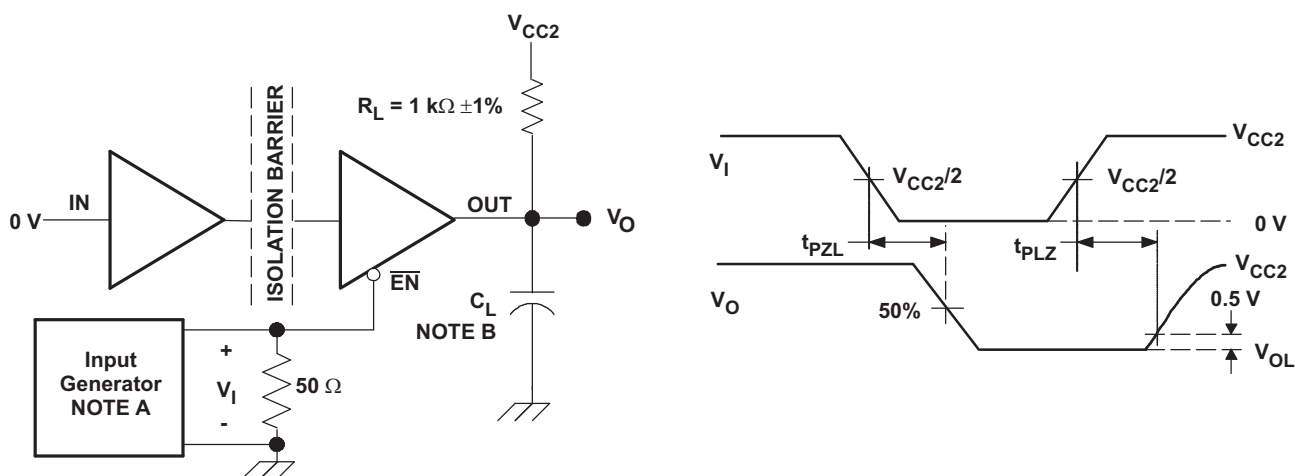 VCC2
RL = 1 kΩ ±1%
ISOLATION BARRIER
IN
0 V
OUT
VO
EN
CL
NOTE B
Input
Generator
NOTE A
+
VI
-
50 Ω
VI
VCC2/2
VCC2/2
VCC2
0 V
tPZL
tPLZ
VO
50%
VCC2
0.5 V
VOL